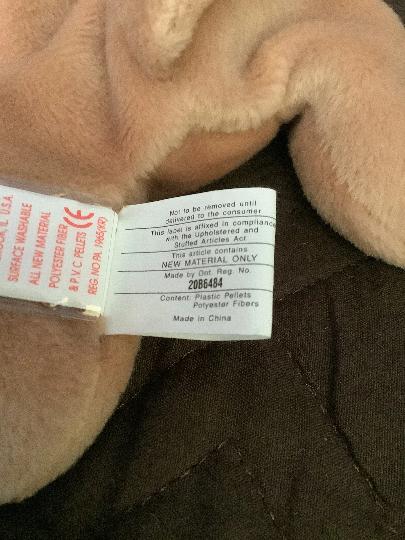 U.S.A.
SURFACE WASHABLE
ALL NEW MATERIAL
POLYESTER FIBER
& P.V.C. PELLETS CE
REG. NO PA. 1965(KR)
Not to be removed until
delivered to the consumer
This label is affixed in compliance
with the Upholstered and
Stuffed Articles Act
This article contains
NEW MATERIAL ONLY
Made by Ont. Reg. No.
20B6484
Content: Plastic Pellets
Polyester Fibers
Made in China